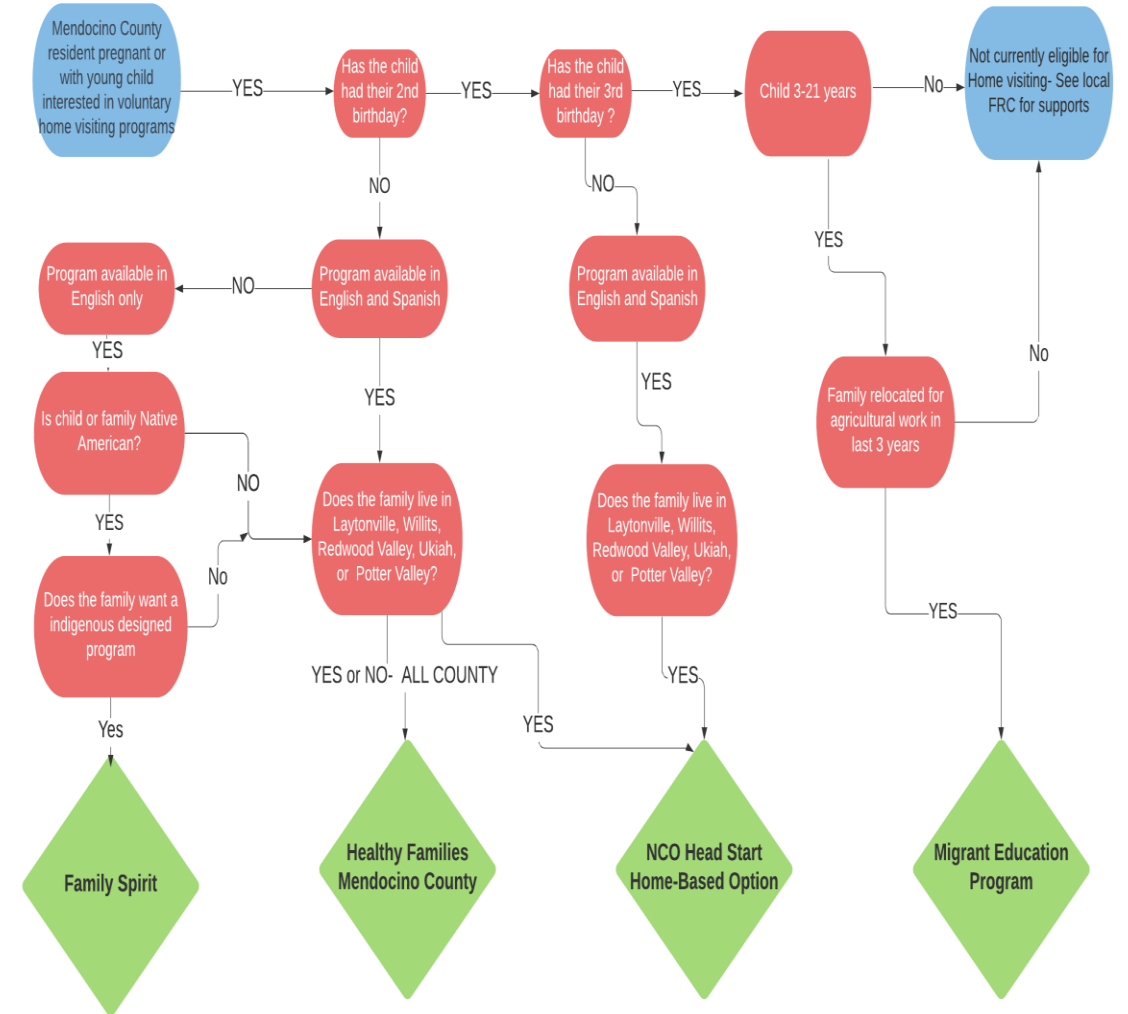 Mendocino County
resident pregnant or
with young child
interested in voluntary
home visiting programs
YES
Has the child
had their 2nd
birthday?
YES
Has the child
had their 3rd
birthday ?
YES
Child 3-21 years
No
Not currently eligible for
Home visiting- See local
FRC for supports
NO
NO
YES
Program available in
English only
NO
Program available in
English and Spanish
Program available in
English and Spanish
YES
YES
YES
No
Is child or family Native
American?
NO
Family relocated for
agricultural work in
last 3 years
YES
Does the family live in
Laytonville, Willits,
Redwood Valley, Ukiah,
or Potter Valley?
Does the family live in
Laytonville, Willits,
Redwood Valley, Ukiah,
or Potter Valley?
Does the family want a
indigenous designed
program
No
YES
Yes
YES or NO- ALL COUNTY
YES
YES
Family Spirit
Healthy Families
Mendocino County
NCO Head Start
Home-Based Option
Migrant Education
Program